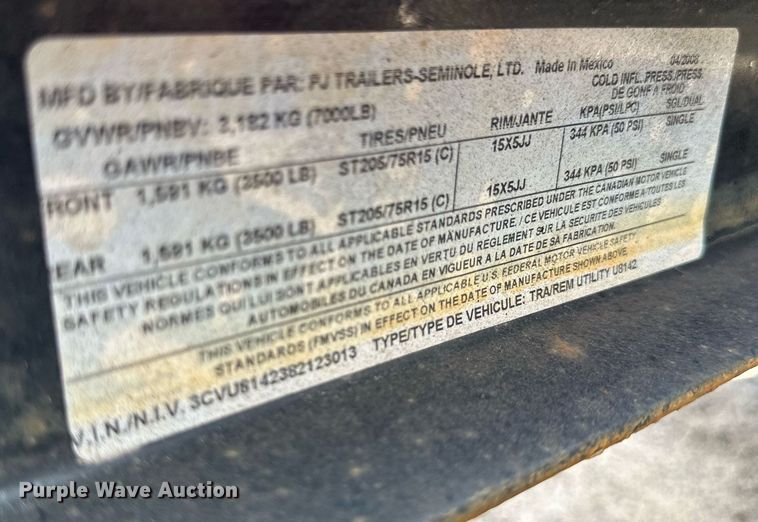 MFD BY/FABRIQUE PAR: PJ TRAILERS-SEMINOLE, LTD. Made In Mexico 04/2008
GVWR/PNBV: 3,182 KG (7000LB) COLD INFL. PRESS./PRESS. DE GONF A FROID
GAWR/PNBE TIRES/PNEU RIM/JANTE KPA(PSI/LPC) SGL/DUAL
RONT 1,591 KG (3500 LB) ST205/75R15 (C) 15X5JJ 344 KPA (50 PSI) SINGLE
EAR 1,591 KG (3500 LB) ST205/75R15 (C) 15X5JJ 344 KPA (50 PSI) SINGLE
THIS VEHICLE CONFORMS TO ALL APPLICABLE STANDARDS PRESCRIBED UNDER THE CANADIAN MOTOR VEHICLE
SAFETY REGULATIONS IN EFFECT ON THE DATE OF MANUFACTURE. / CE VEHICULE EST CONFORME A TOUTES LES
NORMES QUI LUI SONT APPLICABLES EN VERTU DU REGLEMENT SUR LA SECURITE DES VEHICULES
AUTOMOBILES DU CANADA EN VIGUEUR A LA DATE DE SA FABRICATION.
THIS VEHICLE CONFORMS TO ALL APPLICABLE U.S. FEDERAL MOTOR VEHICLE SAFETY
STANDARDS (FMVSS) IN EFFECT ON THE DATE OF MANUFACTURE SHOWN ABOVE.
V.I.N./N.I.V. 3CVU8142382123013 TYPE/TYPE DE VEHICULE: TRA/REM UTILITY U8142
Purple Wave Auction